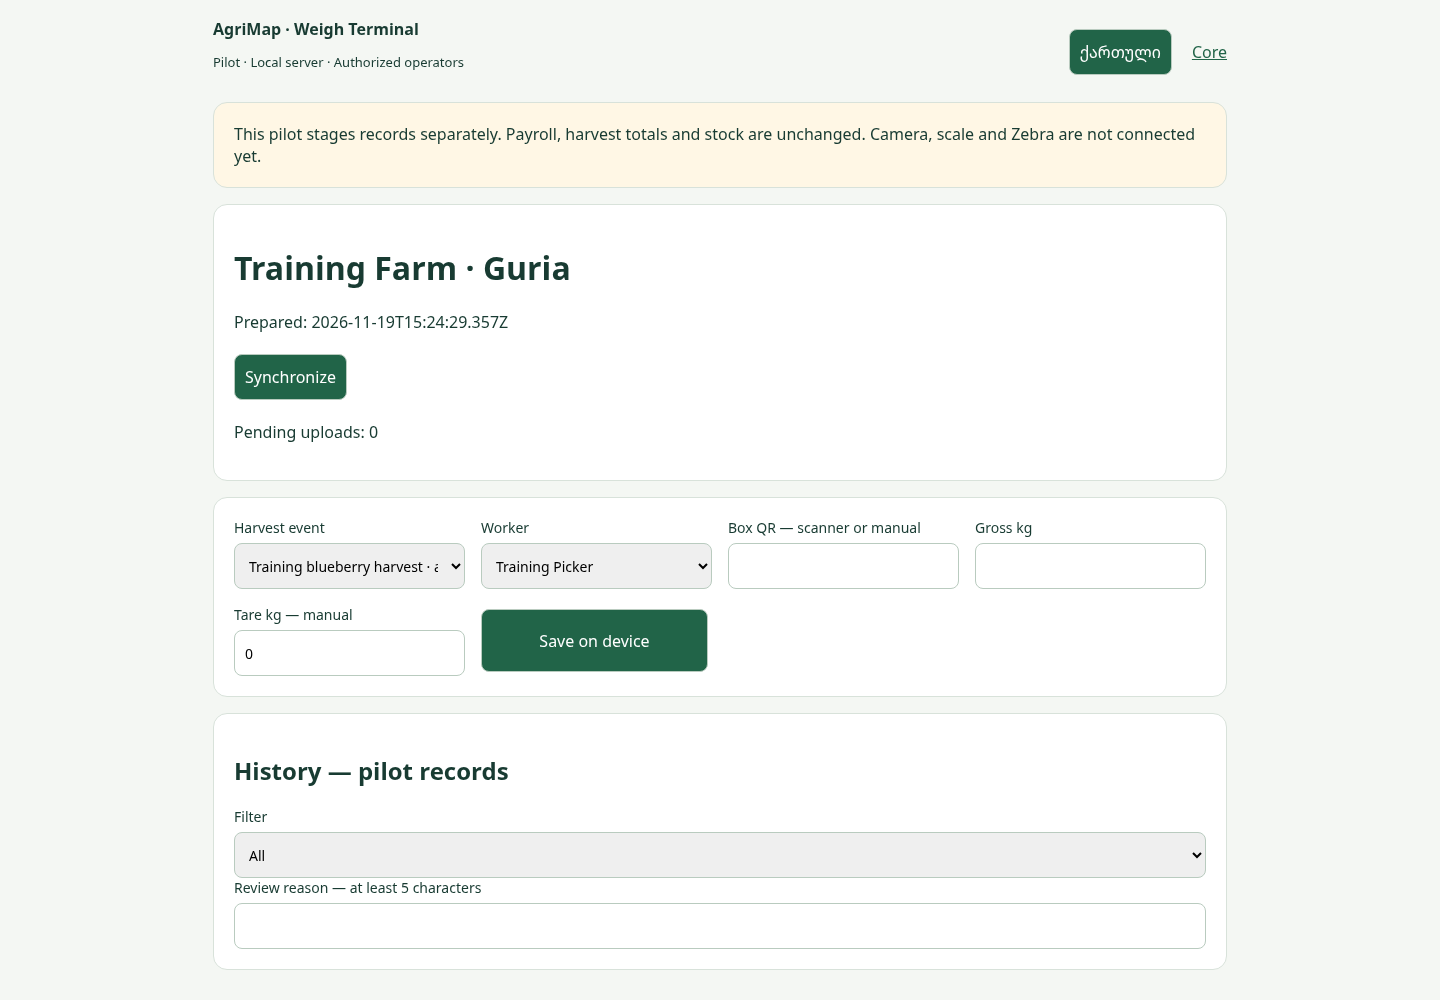 AgriMap · Weigh Terminal
Pilot · Local server · Authorized operators
ქართული
Core
This pilot stages records separately. Payroll, harvest totals and stock are unchanged. Camera, scale and Zebra are not connected
yet.
Training Farm · Guria
Prepared: 2026-11-19T15:24:29.357Z
Synchronize
Pending uploads: 0
Harvest event
Worker
Box QR — scanner or manual
Gross kg
Training blueberry harvest ·
Training Picker
Tare kg — manual
0
Save on device
History — pilot records
Filter
All
Review reason — at least 5 characters